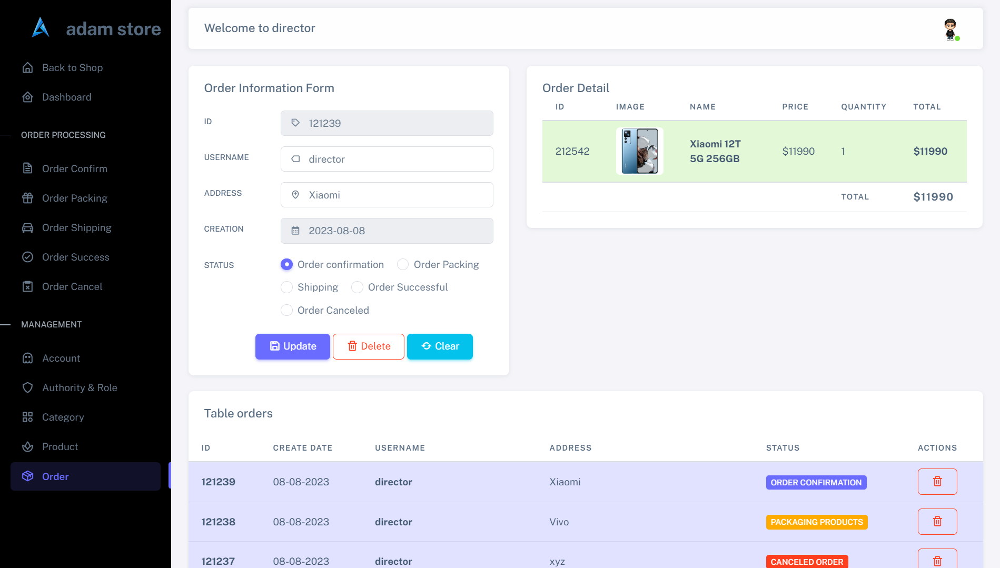 adam store
Back to Shop
Dashboard
ORDER PROCESSING
Order Confirm
Order Packing
Order Shipping
Order Success
Order Cancel
MANAGEMENT
Account
Authority & Role
Category
Product
Order
Welcome to director
Order Information Form
ID 121239
USERNAME director
ADDRESS Xiaomi
CREATION 2023-08-08
STATUS Order confirmation Order Packing
Shipping Order Successful
Order Canceled
Update Delete Clear
Order Detail
ID IMAGE NAME PRICE QUANTITY TOTAL
212542 Xiaomi 12T 5G 256GB $11990 1 $11990
TOTAL $11990
Table orders
ID CREATE DATE USERNAME ADDRESS STATUS ACTIONS
121239 08-08-2023 director Xiaomi ORDER CONFIRMATION
121238 08-08-2023 director Vivo PACKAGING PRODUCTS
121237 08-08-2023 director xyz CANCELED ORDER